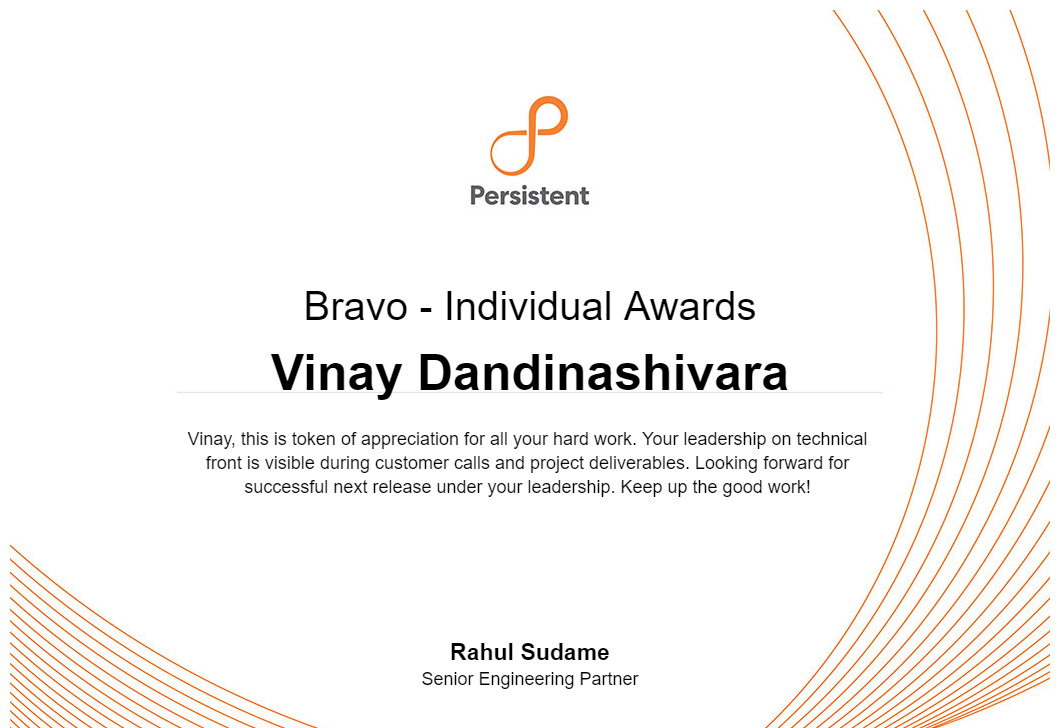 Persistent
Bravo - Individual Awards
Vinay Dandinashivara
Vinay, this is token of appreciation for all your hard work. Your leadership on technical
front is visible during customer calls and project deliverables. Looking forward for
successful next release under your leadership. Keep up the good work!
Rahul Sudame
Senior Engineering Partner